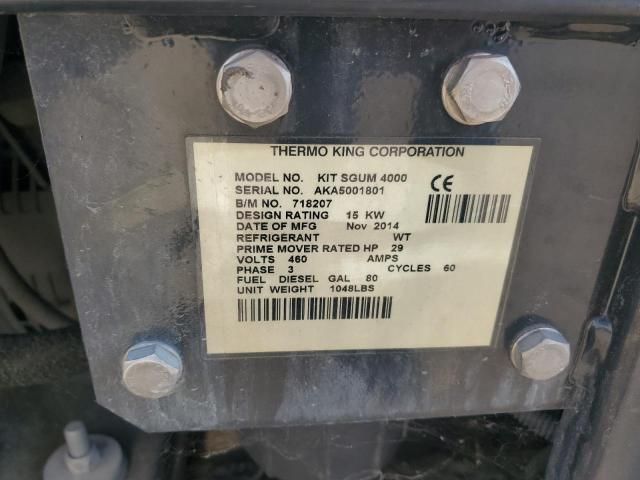 THERMO KING CORPORATION
MODEL NO. KIT SGUM 4000
SERIAL NO. AKA5001801
B/M NO. 718207
DESIGN RATING 15 KW
DATE OF MFG Nov 2014
REFRIGERANT WT
PRIME MOVER RATED HP 29
VOLTS 460 AMPS
PHASE 3 CYCLES 60
FUEL DIESEL GAL 80
UNIT WEIGHT 1048LBS
CE